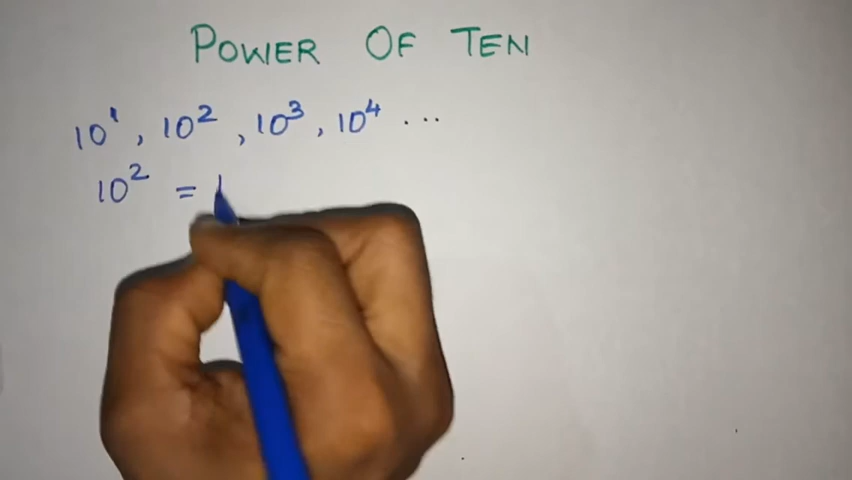 POWER OF TEN
10¹, 10², 10³, 10⁴ ...
10² = 1